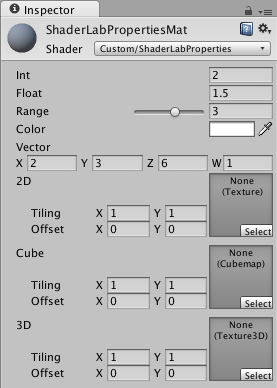 Inspector
ShaderLabPropertiesMat
Shader Custom/ShaderLabProperties
Int 2
Float 1.5
Range 3
Color
Vector
X 2 Y 3 Z 6 W 1
2D None
(Texture)
Tiling X 1 Y 1
Offset X 0 Y 0 Select
Cube None
(Cubemap)
Tiling X 1 Y 1
Offset X 0 Y 0 Select
3D None
(Texture3D)
Tiling X 1 Y 1
Offset X 0 Y 0 Select